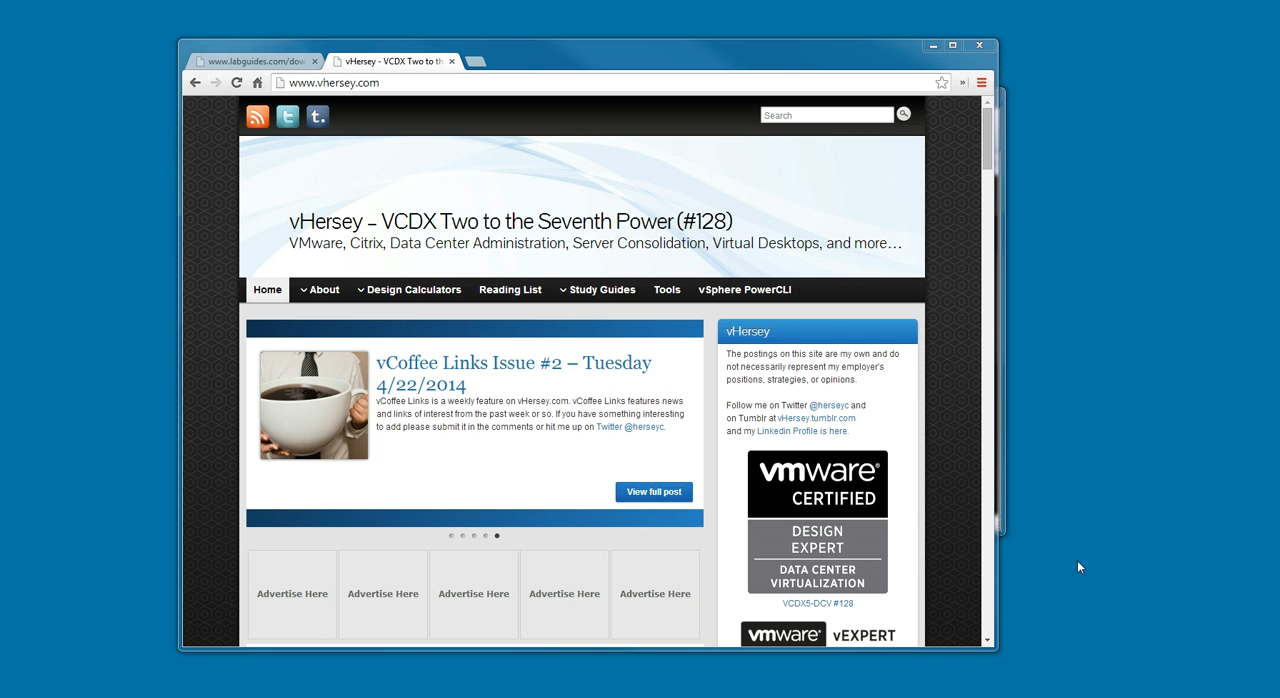 www.labguides.com/dow
vHersey - VCDX Two to th
www.vhersey.com
t.
Search
vHersey – VCDX Two to the Seventh Power (#128)
VMware, Citrix, Data Center Administration, Server Consolidation, Virtual Desktops, and more…
Home About Design Calculators Reading List Study Guides Tools vSphere PowerCLI
vCoffee Links Issue #2 – Tuesday
4/22/2014
vCoffee Links is a weekly feature on vHersey.com. vCoffee Links features news
and links of interest from the past week or so. If you have something interesting
to add please submit it in the comments or hit me up on Twitter @herseyc.
View full post
Advertise Here Advertise Here Advertise Here Advertise Here Advertise Here
vHersey
The postings on this site are my own and do
not necessarily represent my employer's
positions, strategies, or opinions.
Follow me on Twitter @herseyc and
on Tumblr at vHersey.tumblr.com
and my Linkedin Profile is here.
vmware®
CERTIFIED
DESIGN
EXPERT
DATA CENTER
VIRTUALIZATION
VCDX5-DCV #128
vmware vEXPERT